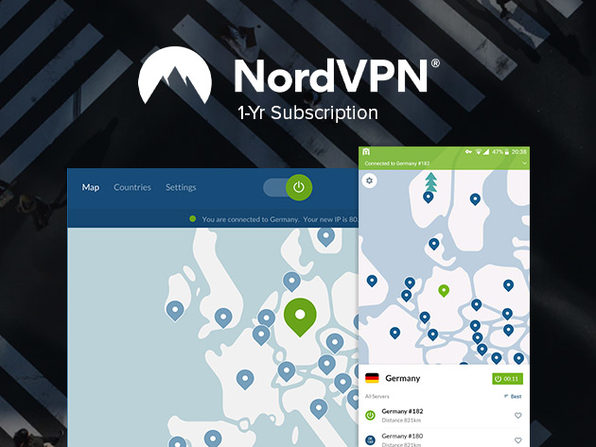 NordVPN®
1-Yr Subscription
Map Countries Settings
You are connected to Germany. Your new IP is 80.
47% 20:38
Connected to Germany #182
Germany
00:11
All Servers
Best
Germany #182
Distance 821km
Germany #180
Distance 821km